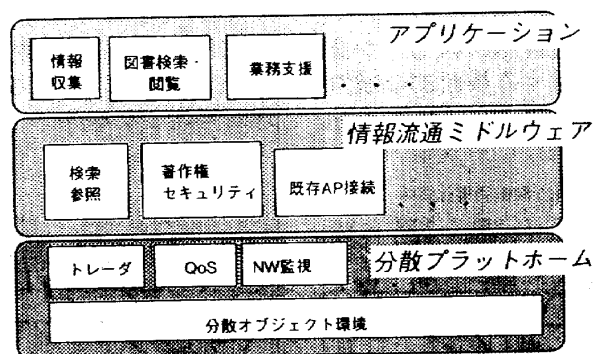 アプリケーション
情報
収集
図書検索・
閲覧
業務支援
・・・
情報流通ミドルウェア
検索
参照
著作権
セキュリティ
既存AP接続
・・・
分散プラットホーム
トレーダ
QoS
NW監視
分散オブジェクト環境